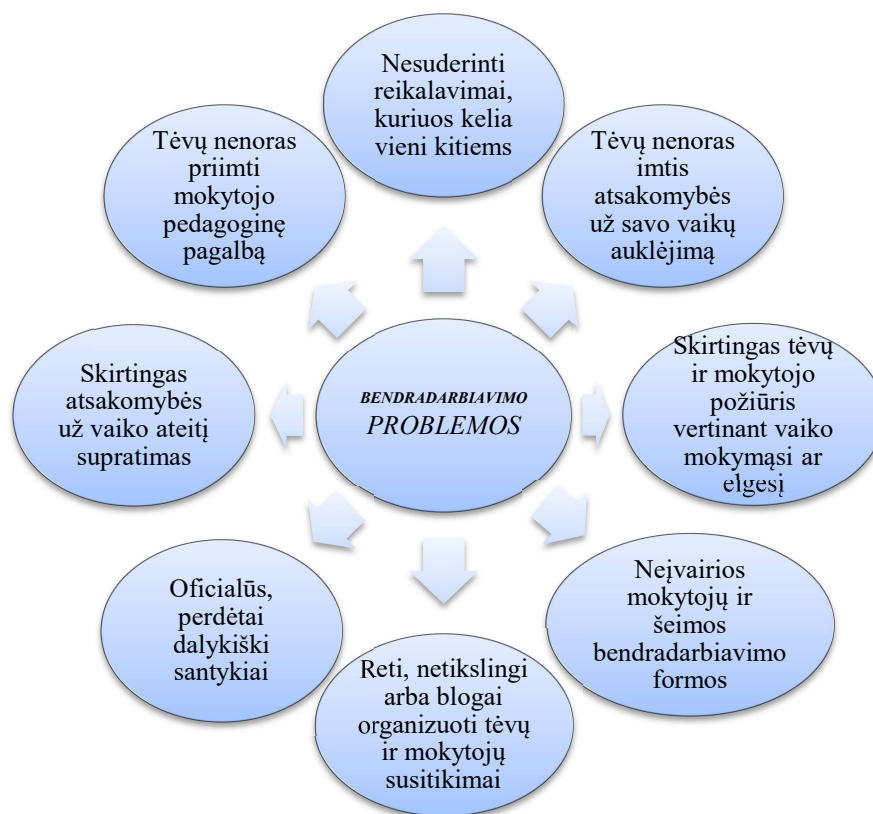 Nesuderinti
reikalavimai,
kuriuos kelia
vieni kitiems
Tėvų nenoras
imtis
atsakomybės
už savo vaikų
auklėjimą
Skirtingas tėvų
ir mokytojo
požiūris
vertinant vaiko
mokymąsi ar
elgesį
Neįvairios
mokytojų ir
šeimos
bendradarbiavimo
formos
Reti, netikslingi
arba blogai
organizuoti tėvų
ir mokytojų
susitikimai
Oficialūs,
perdėtai
dalykiški
santykiai
Skirtingas
atsakomybės
už vaiko ateitį
supratimas
Tėvų nenoras
priimti
mokytojo
pedagoginę
pagalbą
BENDRADARBIAVIMO
PROBLEMOS